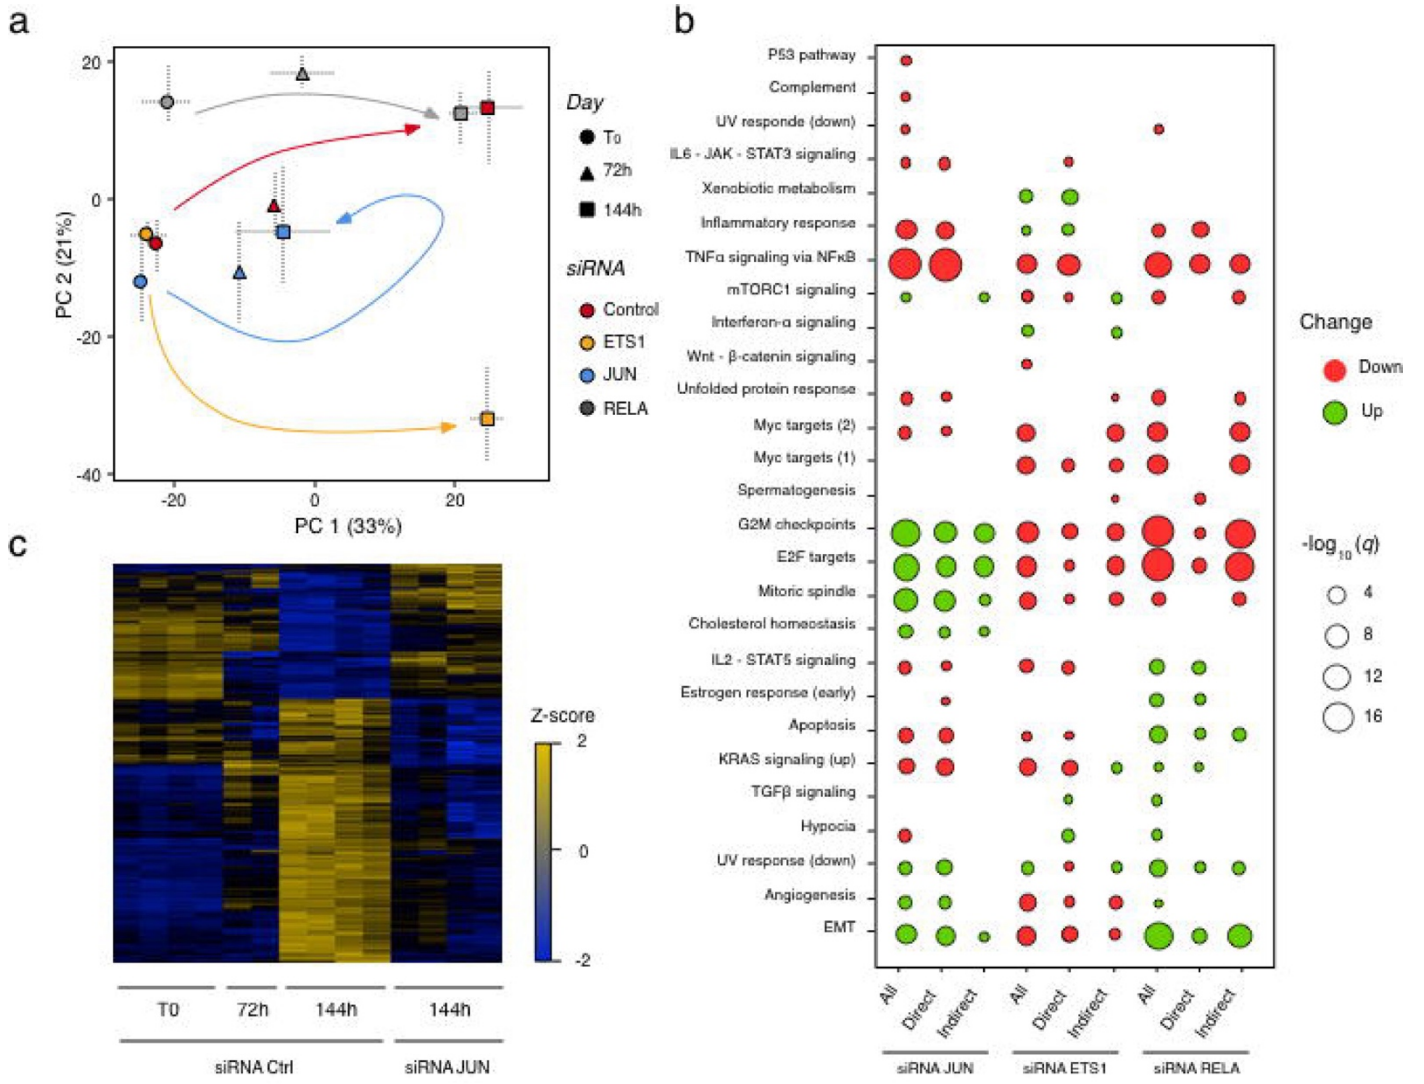 a
20
0
-20
-40
PC 2 (21%)
-20 0 20
PC 1 (33%)
Day
T0
72h
144h
siRNA
Control
ETS1
JUN
RELA
b
P53 pathway
Complement
UV responde (down)
IL6 - JAK - STAT3 signaling
Xenobiotic metabolism
Inflammatory response
TNFα signaling via NFκB
mTORC1 signaling
Interferon-α signaling
Wnt - β-catenin signaling
Unfolded protein response
Myc targets (2)
Myc targets (1)
Spermatogenesis
G2M checkpoints
E2F targets
Mitoric spindle
Cholesterol homeostasis
IL2 - STAT5 signaling
Estrogen response (early)
Apoptosis
KRAS signaling (up)
TGFβ signaling
Hypocia
UV response (down)
Angiogenesis
EMT
All Direct Indirect All Direct Indirect All Direct Indirect
siRNA JUN siRNA ETS1 siRNA RELA
Change
Down
Up
-log10(q)
4
8
12
16
c
Z-score
2
0
-2
T0 72h 144h 144h
siRNA Ctrl siRNA JUN